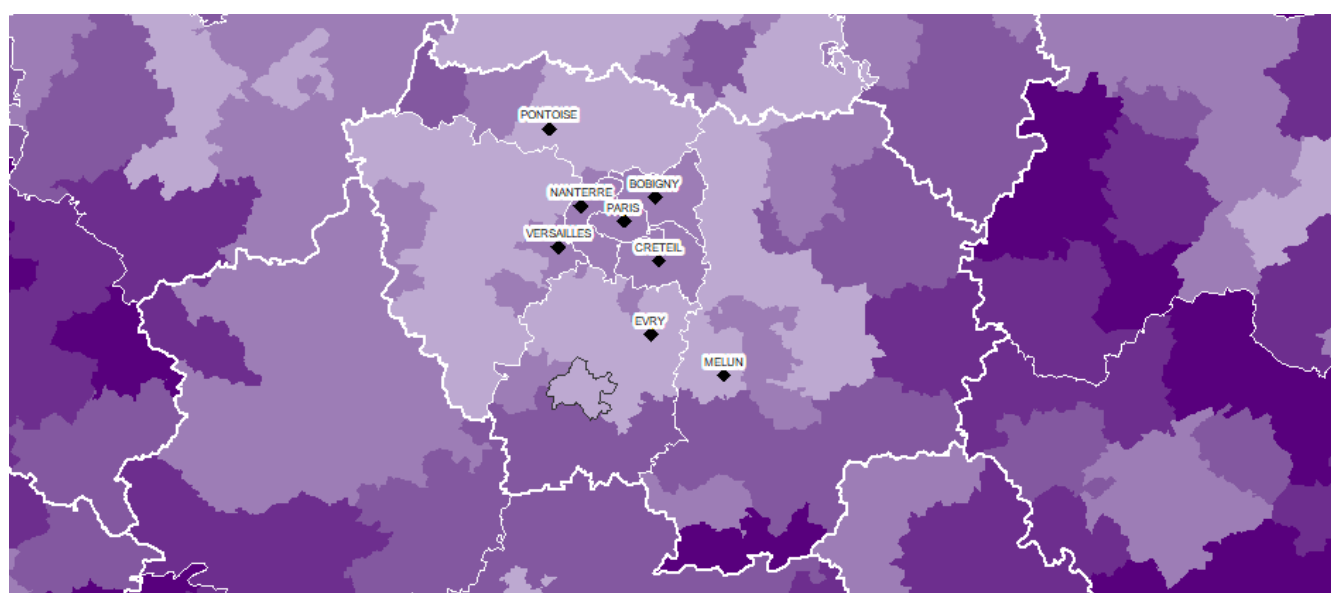 PONTOISE
BOBIGNY
NANTERRE
PARIS
VERSAILLES
CRETEIL
EVRY
MELUN